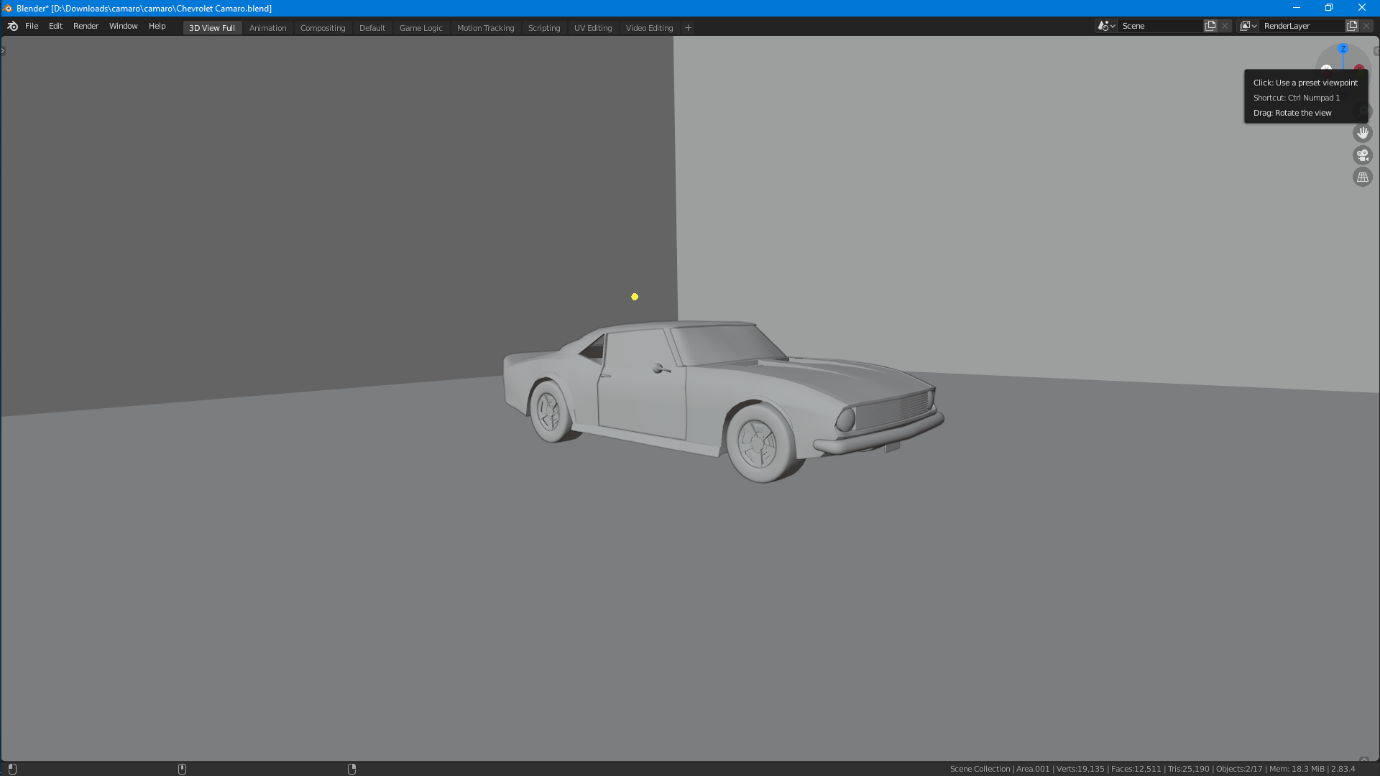 Blender* [D:\Downloads\camaro\camaro\Chevrolet Camaro.blend]
File Edit Render Window Help 3D View Full Animation Compositing Default Game Logic Motion Tracking Scripting UV Editing Video Editing + Scene RenderLayer
Z
Click: Use a preset viewpoint
Shortcut: Ctrl Numpad 1
Drag: Rotate the view
Scene Collection | Area.001 | Verts:19,135 | Faces:12,511 | Tris:25,190 | Objects:2/17 | Mem: 18.3 MiB | 2.83.4